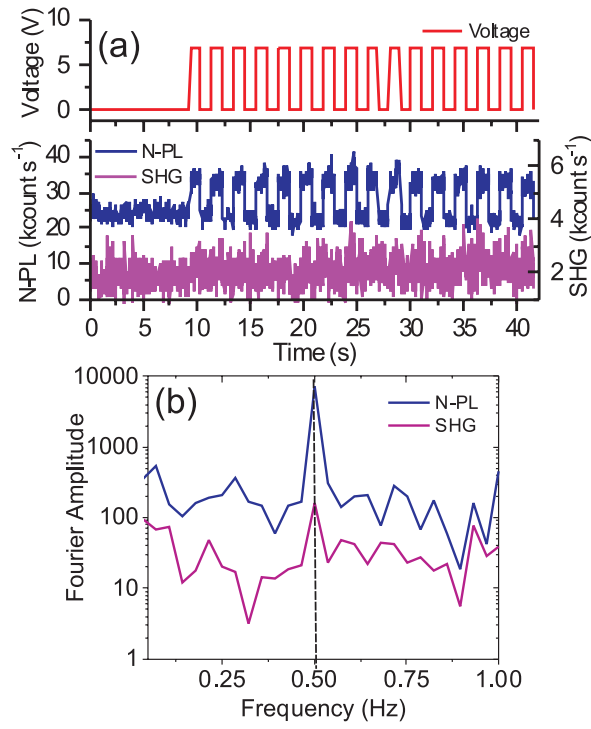 (a)
Voltage
Voltage (V)
10
5
0
N-PL
SHG
N-PL (kcount s⁻¹)
40
30
20
10
0
SHG (kcount s⁻¹)
6
4
2
0 5 10 15 20 25 30 35 40
Time (s)
(b)
N-PL
SHG
Fourier Amplitude
10000
1000
100
10
1
0.25 0.50 0.75 1.00
Frequency (Hz)